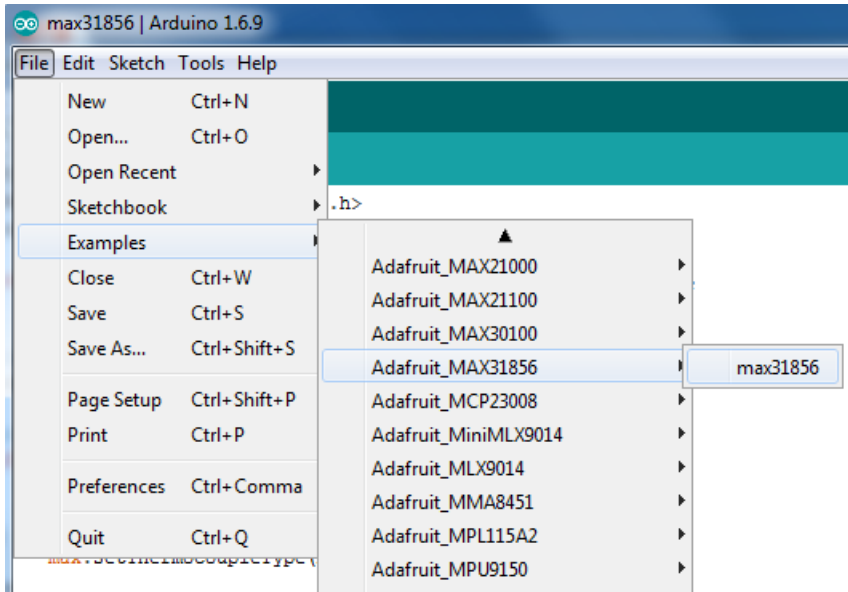 max31856 | Arduino 1.6.9
File Edit Sketch Tools Help
New Ctrl+N
Open... Ctrl+O
Open Recent
Sketchbook
Examples
Close Ctrl+W
Save Ctrl+S
Save As... Ctrl+Shift+S
Page Setup Ctrl+Shift+P
Print Ctrl+P
Preferences Ctrl+Comma
Quit Ctrl+Q
.h>
Adafruit_MAX21000
Adafruit_MAX21100
Adafruit_MAX30100
Adafruit_MAX31856
Adafruit_MCP23008
Adafruit_MiniMLX9014
Adafruit_MLX9014
Adafruit_MMA8451
Adafruit_MPL115A2
Adafruit_MPU9150
max31856